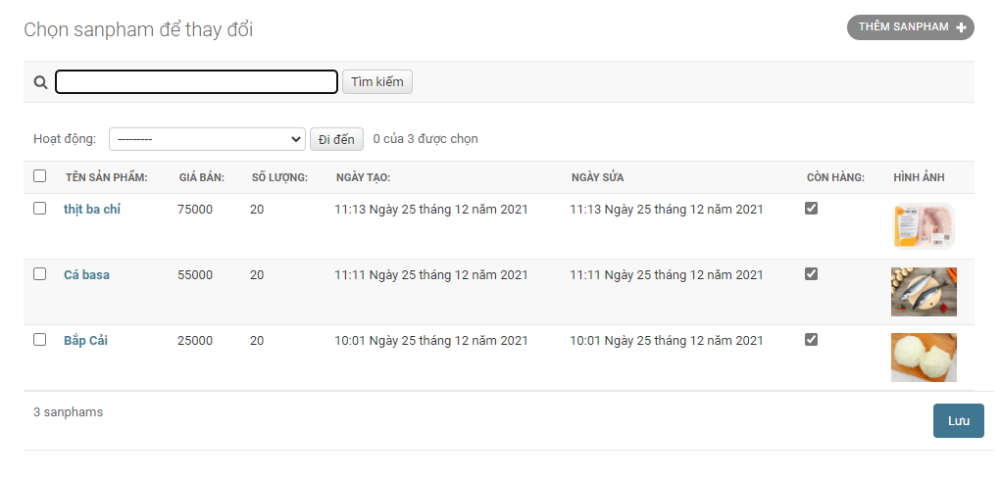 Chọn sanpham để thay đổi
THÊM SANPHAM
Tìm kiếm
Hoạt động: --------- Đi đến 0 của 3 được chọn
TÊN SẢN PHẨM: GIÁ BÁN: SỐ LƯỢNG: NGÀY TẠO: NGÀY SỬA CÒN HÀNG: HÌNH ẢNH
thịt ba chỉ 75000 20 11:13 Ngày 25 tháng 12 năm 2021 11:13 Ngày 25 tháng 12 năm 2021
Cá basa 55000 20 11:11 Ngày 25 tháng 12 năm 2021 11:11 Ngày 25 tháng 12 năm 2021
Bắp Cải 25000 20 10:01 Ngày 25 tháng 12 năm 2021 10:01 Ngày 25 tháng 12 năm 2021
3 sanphams
Lưu